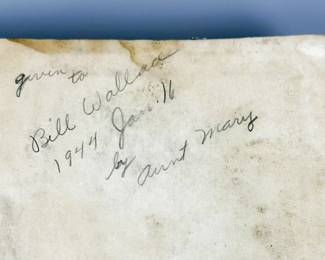 given to
Bill Wallace
1944 Jan. 16
by
Aunt Mary